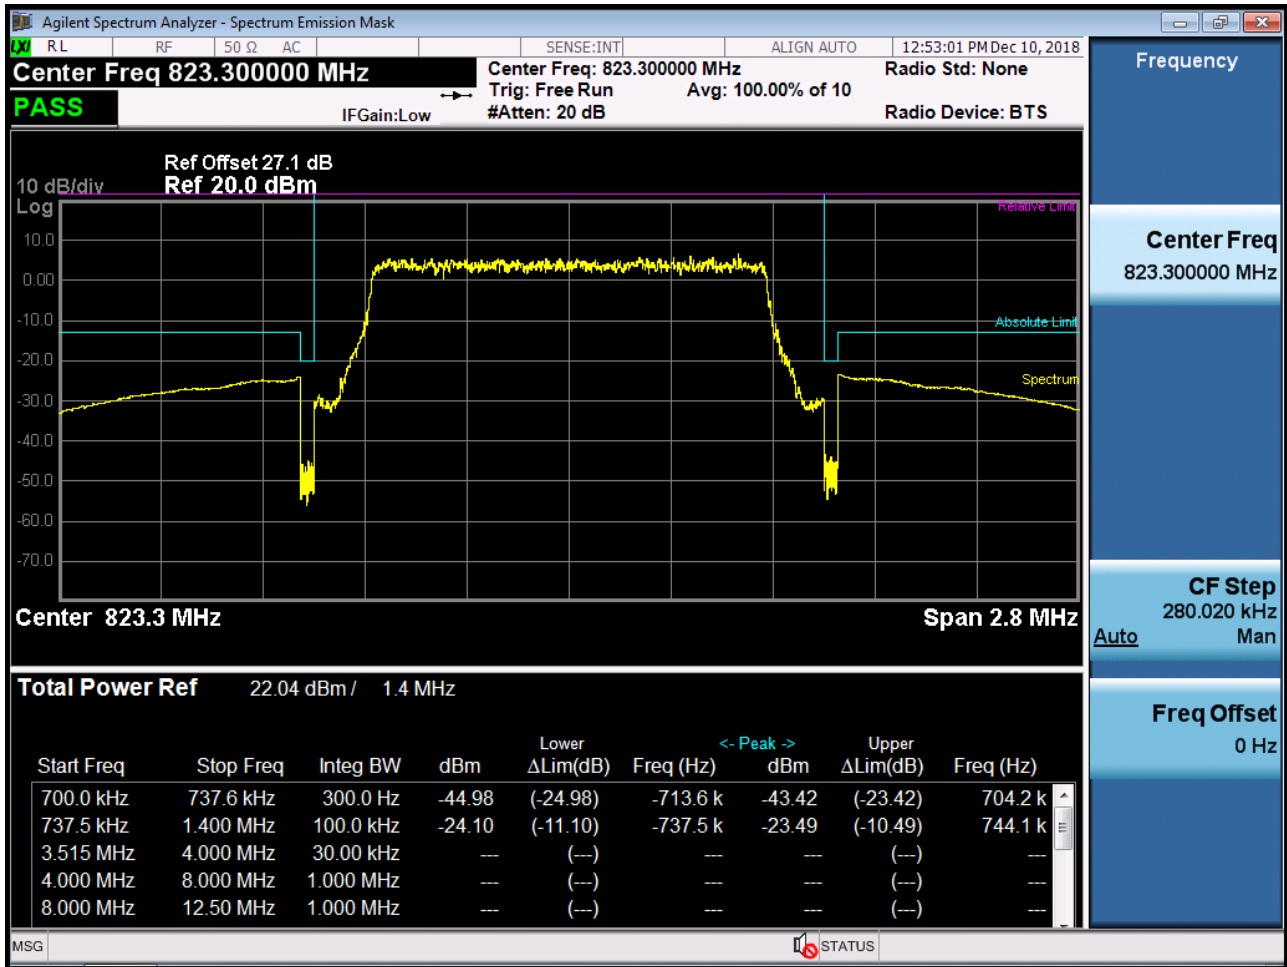 Agilent Spectrum Analyzer - Spectrum Emission Mask
LXI RL RF 50 Ω AC SENSE:INT ALIGN AUTO 12:53:01 PM Dec 10, 2018
Center Freq 823.300000 MHz
Center Freq: 823.300000 MHz Radio Std: None
Trig: Free Run Avg: 100.00% of 10
PASS IFGain:Low #Atten: 20 dB Radio Device: BTS
Ref Offset 27.1 dB
10 dB/div Ref 20.0 dBm
Log
Relative Limit
10.0
0.00
-10.0
Absolute Limit
-20.0
Spectrum
-30.0
-40.0
-50.0
-60.0
-70.0
Center 823.3 MHz Span 2.8 MHz
Total Power Ref 22.04 dBm / 1.4 MHz
Lower <- Peak -> Upper
Start Freq Stop Freq Integ BW dBm ΔLim(dB) Freq (Hz) dBm ΔLim(dB) Freq (Hz)
700.0 kHz 737.6 kHz 300.0 Hz -44.98 (-24.98) -713.6 k -43.42 (-23.42) 704.2 k
737.5 kHz 1.400 MHz 100.0 kHz -24.10 (-11.10) -737.5 k -23.49 (-10.49) 744.1 k
3.515 MHz 4.000 MHz 30.00 kHz --- (---) --- --- (---) ---
4.000 MHz 8.000 MHz 1.000 MHz --- (---) --- --- (---) ---
8.000 MHz 12.50 MHz 1.000 MHz --- (---) --- --- (---) ---
MSG STATUS
Frequency
Center Freq
823.300000 MHz
CF Step
280.020 kHz
Auto Man
Freq Offset
0 Hz